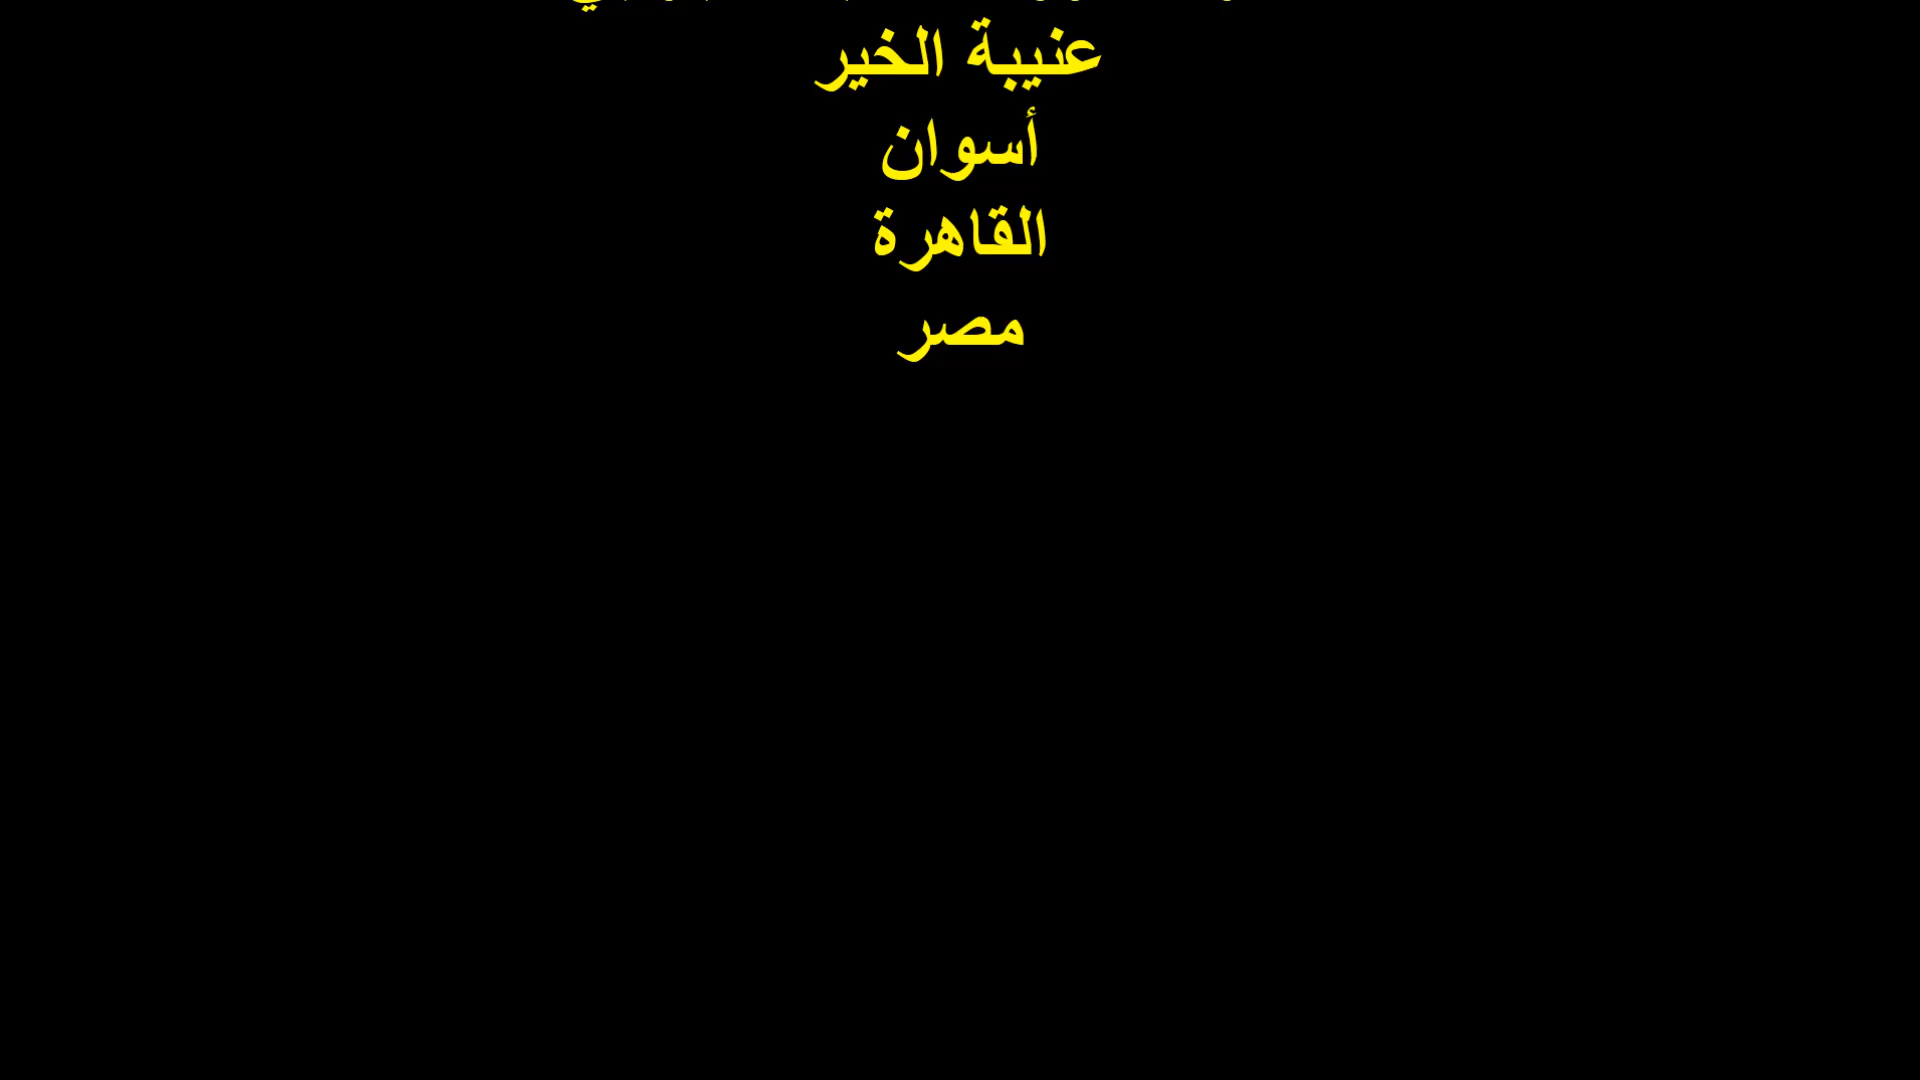 عنيبة الخير
أسوان
القاهرة
مصر